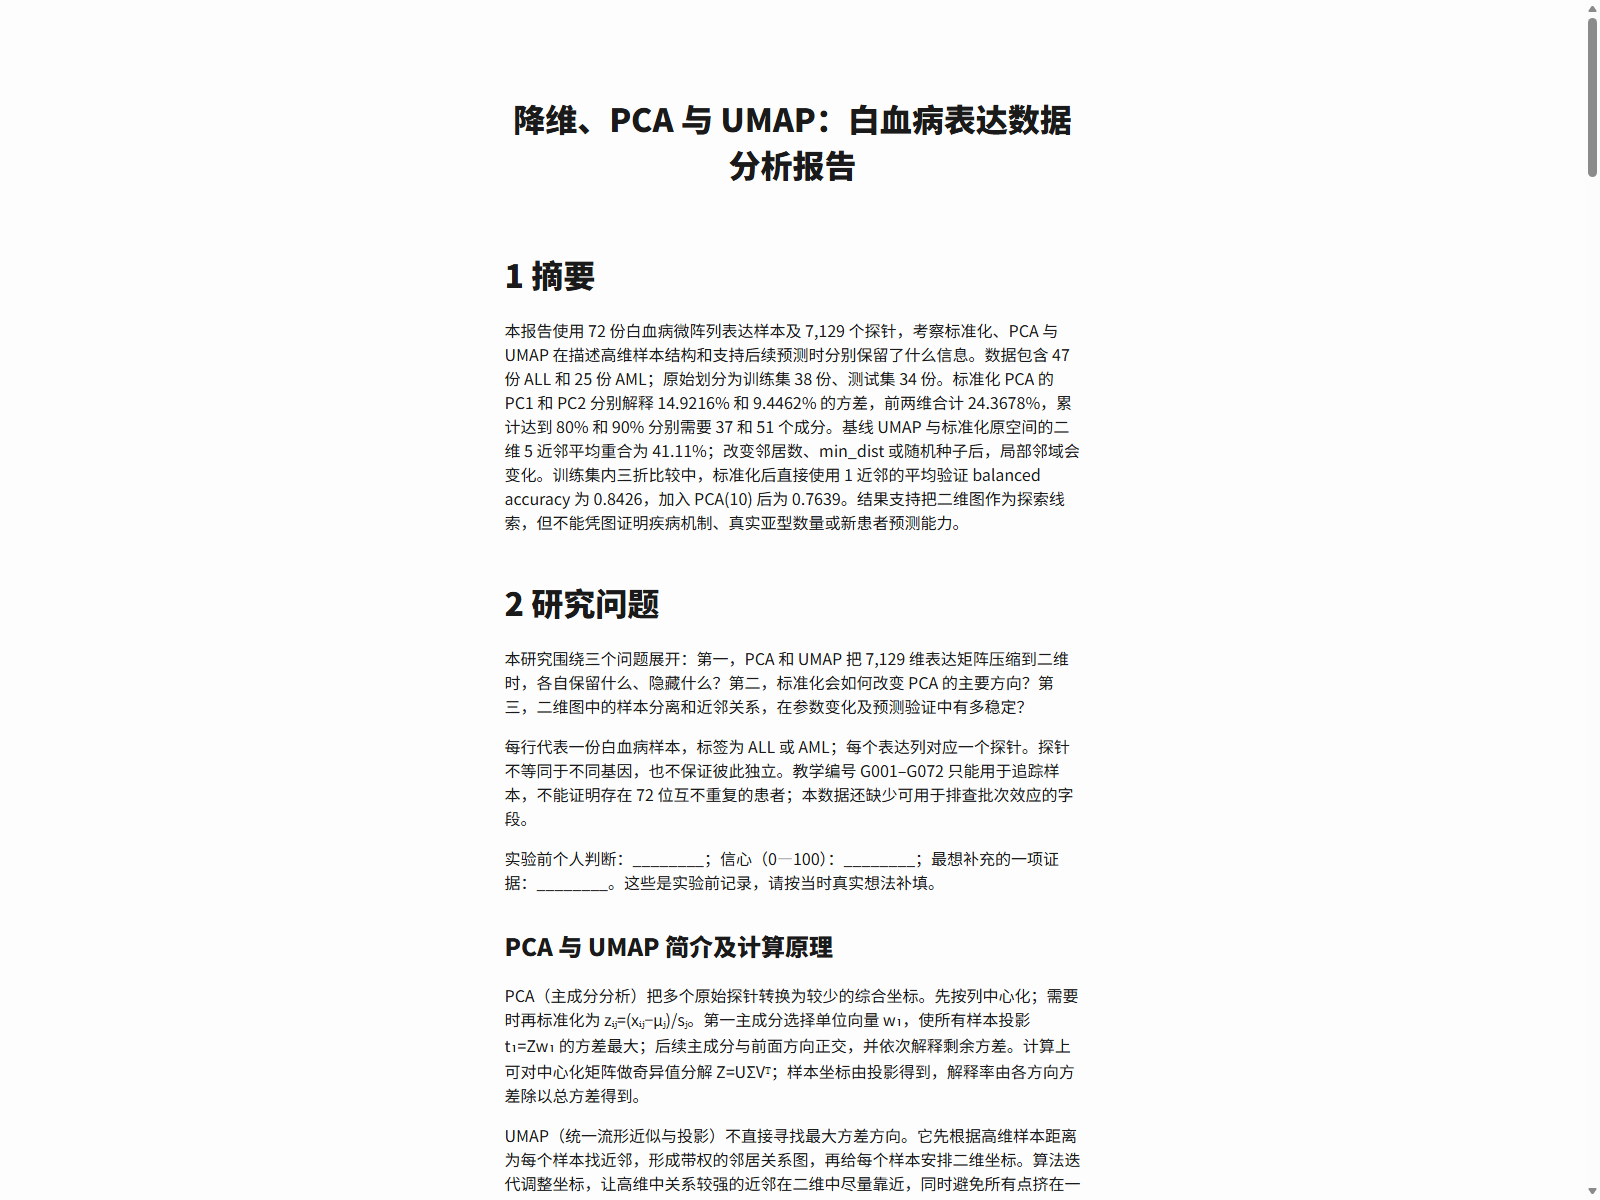 降维、PCA 与 UMAP：白血病表达数据
分析报告
1 摘要
本报告使用 72 份白血病微阵列表达样本及 7,129 个探针，考察标准化、PCA 与
UMAP 在描述高维样本结构和支持后续预测时分别保留了什么信息。数据包含 47
份 ALL 和 25 份 AML；原始划分为训练集 38 份、测试集 34 份。标准化 PCA 的
PC1 和 PC2 分别解释 14.9216% 和 9.4462% 的方差，前两维合计 24.3678%，累
计达到 80% 和 90% 分别需要 37 和 51 个成分。基线 UMAP 与标准化原空间的二
维 5 近邻平均重合为 41.11%；改变邻居数、min_dist 或随机种子后，局部邻域会
变化。训练集内三折比较中，标准化后直接使用 1 近邻的平均验证 balanced
accuracy 为 0.8426，加入 PCA(10) 后为 0.7639。结果支持把二维图作为探索线
索，但不能凭图证明疾病机制、真实亚型数量或新患者预测能力。
2 研究问题
本研究围绕三个问题展开：第一，PCA 和 UMAP 把 7,129 维表达矩阵压缩到二维
时，各自保留什么、隐藏什么？第二，标准化会如何改变 PCA 的主要方向？第
三，二维图中的样本分离和近邻关系，在参数变化及预测验证中有多稳定？
每行代表一份白血病样本，标签为 ALL 或 AML；每个表达列对应一个探针。探针
不等同于不同基因，也不保证彼此独立。教学编号 G001–G072 只能用于追踪样
本，不能证明存在 72 位互不重复的患者；本数据还缺少可用于排查批次效应的字
段。
实验前个人判断：________；信心（0—100）：________；最想补充的一项证
据：________。这些是实验前记录，请按当时真实想法补填。
PCA 与 UMAP 简介及计算原理
PCA（主成分分析）把多个原始探针转换为较少的综合坐标。先按列中心化；需要
时再标准化为 zᵢⱼ=(xᵢⱼ−μⱼ)/sⱼ。第一主成分选择单位向量 w₁，使所有样本投影
t₁=Zw₁ 的方差最大；后续主成分与前面方向正交，并依次解释剩余方差。计算上
可对中心化矩阵做奇异值分解 Z=UΣVᵀ；样本坐标由投影得到，解释率由各方向方
差除以总方差得到。
UMAP（统一流形近似与投影）不直接寻找最大方差方向。它先根据高维样本距离
为每个样本找近邻，形成带权的邻居关系图，再给每个样本安排二维坐标。算法迭
代调整坐标，让高维中关系较强的近邻在二维中尽量靠近，同时避免所有点挤在一